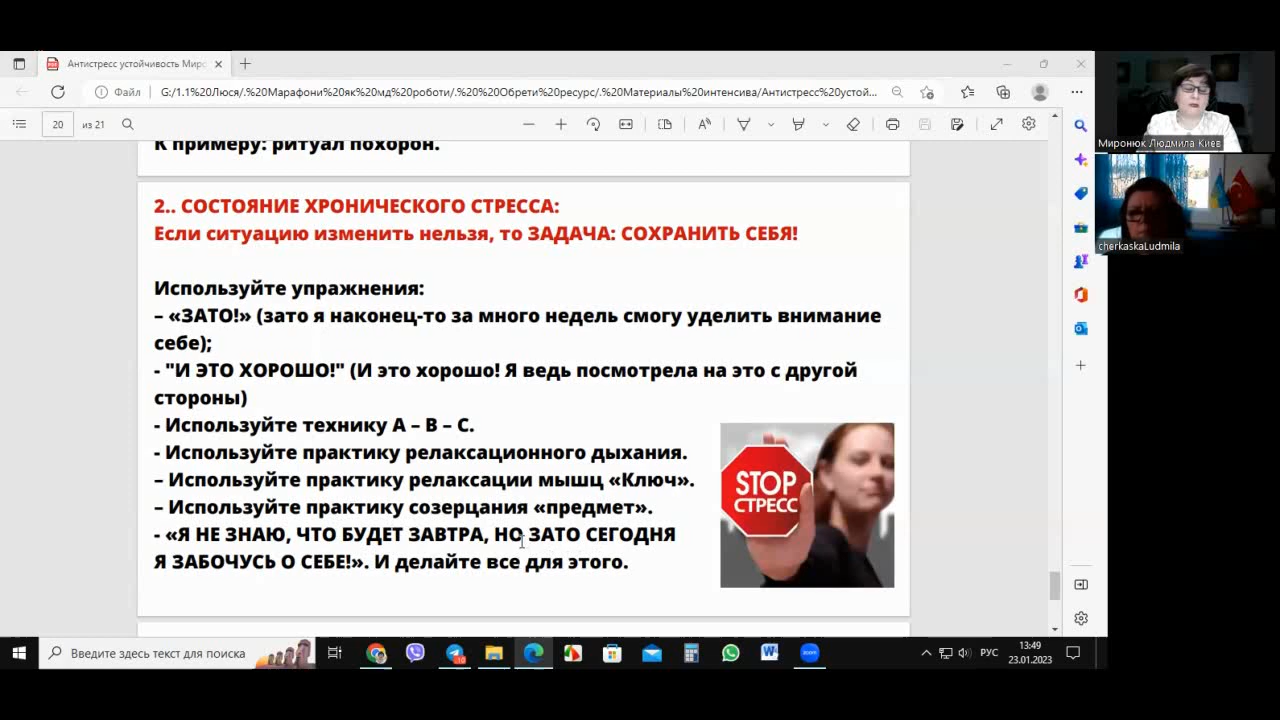 Антистресс устойчивость Миро
Файл
G:/1.1%20Люся/.%20Марафони%20як%20мд%20роботи/.%20%20Обрети%20ресурс/.%20Материалы%20интенсива/Антистресс%20устой...
20 из 21
К примеру: ритуал похорон.
2.. СОСТОЯНИЕ ХРОНИЧЕСКОГО СТРЕССА:
Если ситуацию изменить нельзя, то ЗАДАЧА: СОХРАНИТЬ СЕБЯ!
Используйте упражнения:
– «ЗАТО!» (зато я наконец-то за много недель смогу уделить внимание
себе);
- "И ЭТО ХОРОШО!" (И это хорошо! Я ведь посмотрела на это с другой
стороны)
- Используйте технику А – В – С.
- Используйте практику релаксационного дыхания.
– Используйте практику релаксации мышц «Ключ».
– Используйте практику созерцания «предмет».
- «Я НЕ ЗНАЮ, ЧТО БУДЕТ ЗАВТРА, НО ЗАТО СЕГОДНЯ
Я ЗАБОЧУСЬ О СЕБЕ!». И делайте все для этого.
STOP
СТРЕСС
Миронюк Людмила Киев
cherkaskaLudmila
Введите здесь текст для поиска
zoom
РУС
13:49
23.01.2023